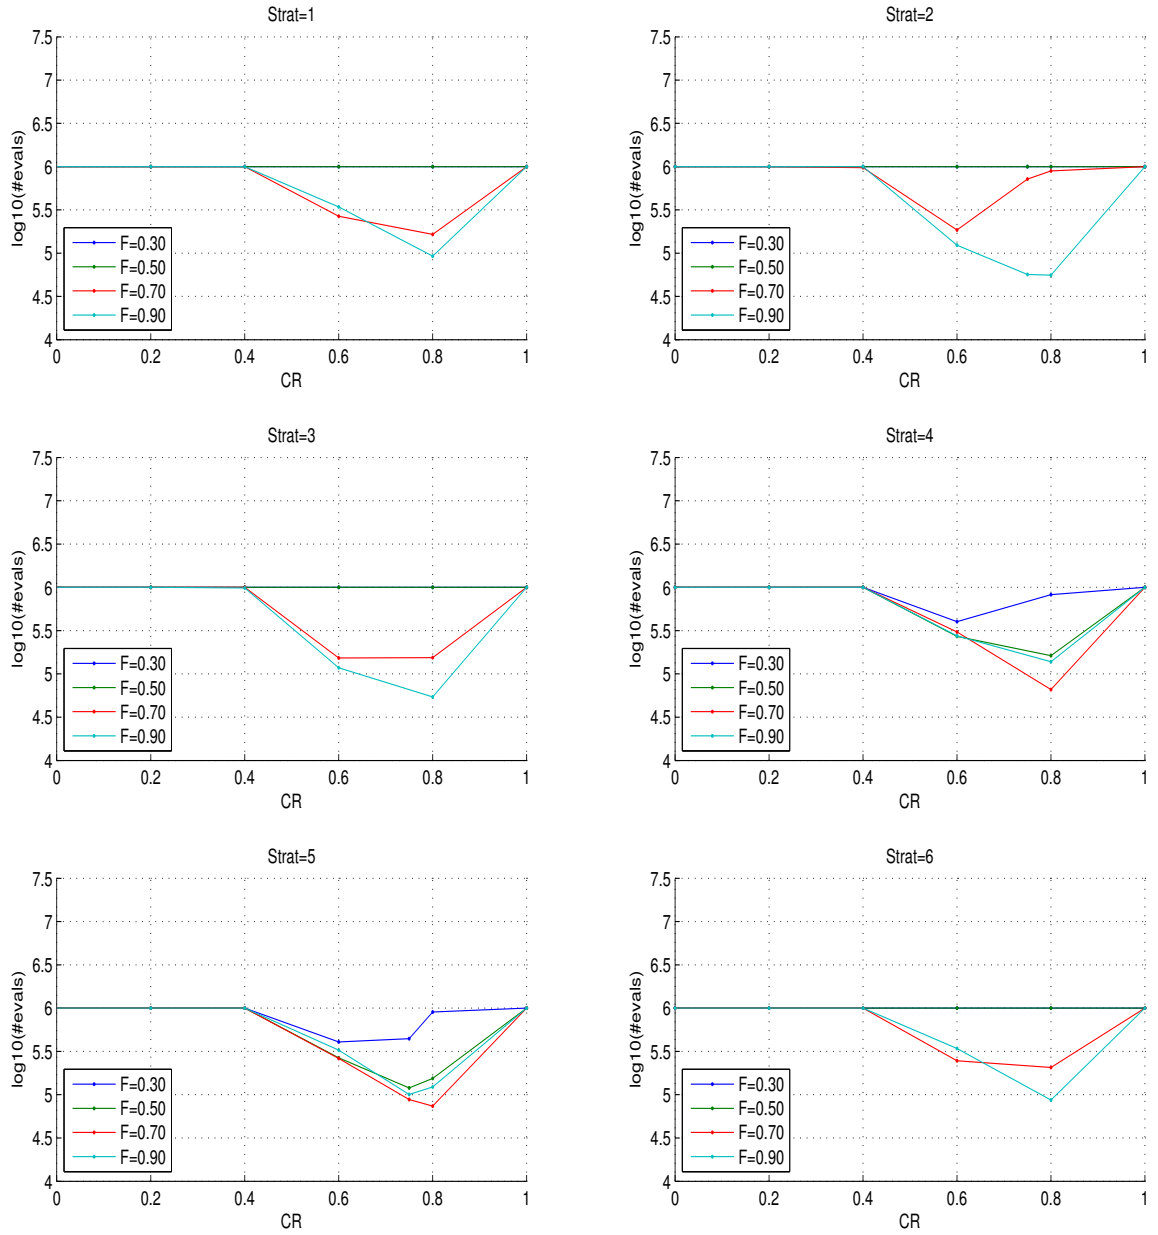 Strat=1
7.5
7
6.5
6
5.5
5
4.5
4
log10(#evals)
F=0.30
F=0.50
F=0.70
F=0.90
0 0.2 0.4 0.6 0.8 1
CR
Strat=2
7.5
7
6.5
6
5.5
5
4.5
4
log10(#evals)
F=0.30
F=0.50
F=0.70
F=0.90
0 0.2 0.4 0.6 0.8 1
CR
Strat=3
7.5
7
6.5
6
5.5
5
4.5
4
log10(#evals)
F=0.30
F=0.50
F=0.70
F=0.90
0 0.2 0.4 0.6 0.8 1
CR
Strat=4
7.5
7
6.5
6
5.5
5
4.5
4
log10(#evals)
F=0.30
F=0.50
F=0.70
F=0.90
0 0.2 0.4 0.6 0.8 1
CR
Strat=5
7.5
7
6.5
6
5.5
5
4.5
4
log10(#evals)
F=0.30
F=0.50
F=0.70
F=0.90
0 0.2 0.4 0.6 0.8 1
CR
Strat=6
7.5
7
6.5
6
5.5
5
4.5
4
log10(#evals)
F=0.30
F=0.50
F=0.70
F=0.90
0 0.2 0.4 0.6 0.8 1
CR